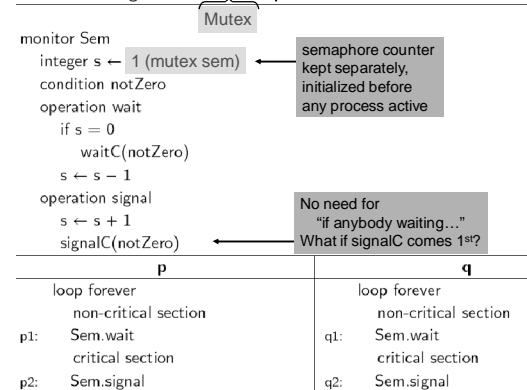 Mutex
monitor Sem
integer s ← 1 (mutex sem)
condition notZero
operation wait
if s = 0
waitC(notZero)
s ← s − 1
operation signal
s ← s + 1
signalC(notZero)
semaphore counter
kept separately,
initialized before
any process active
No need for
“if anybody waiting…”
What if signalC comes 1st?
p
loop forever
non-critical section
p1: Sem.wait
critical section
p2: Sem.signal
q
loop forever
non-critical section
q1: Sem.wait
critical section
q2: Sem.signal